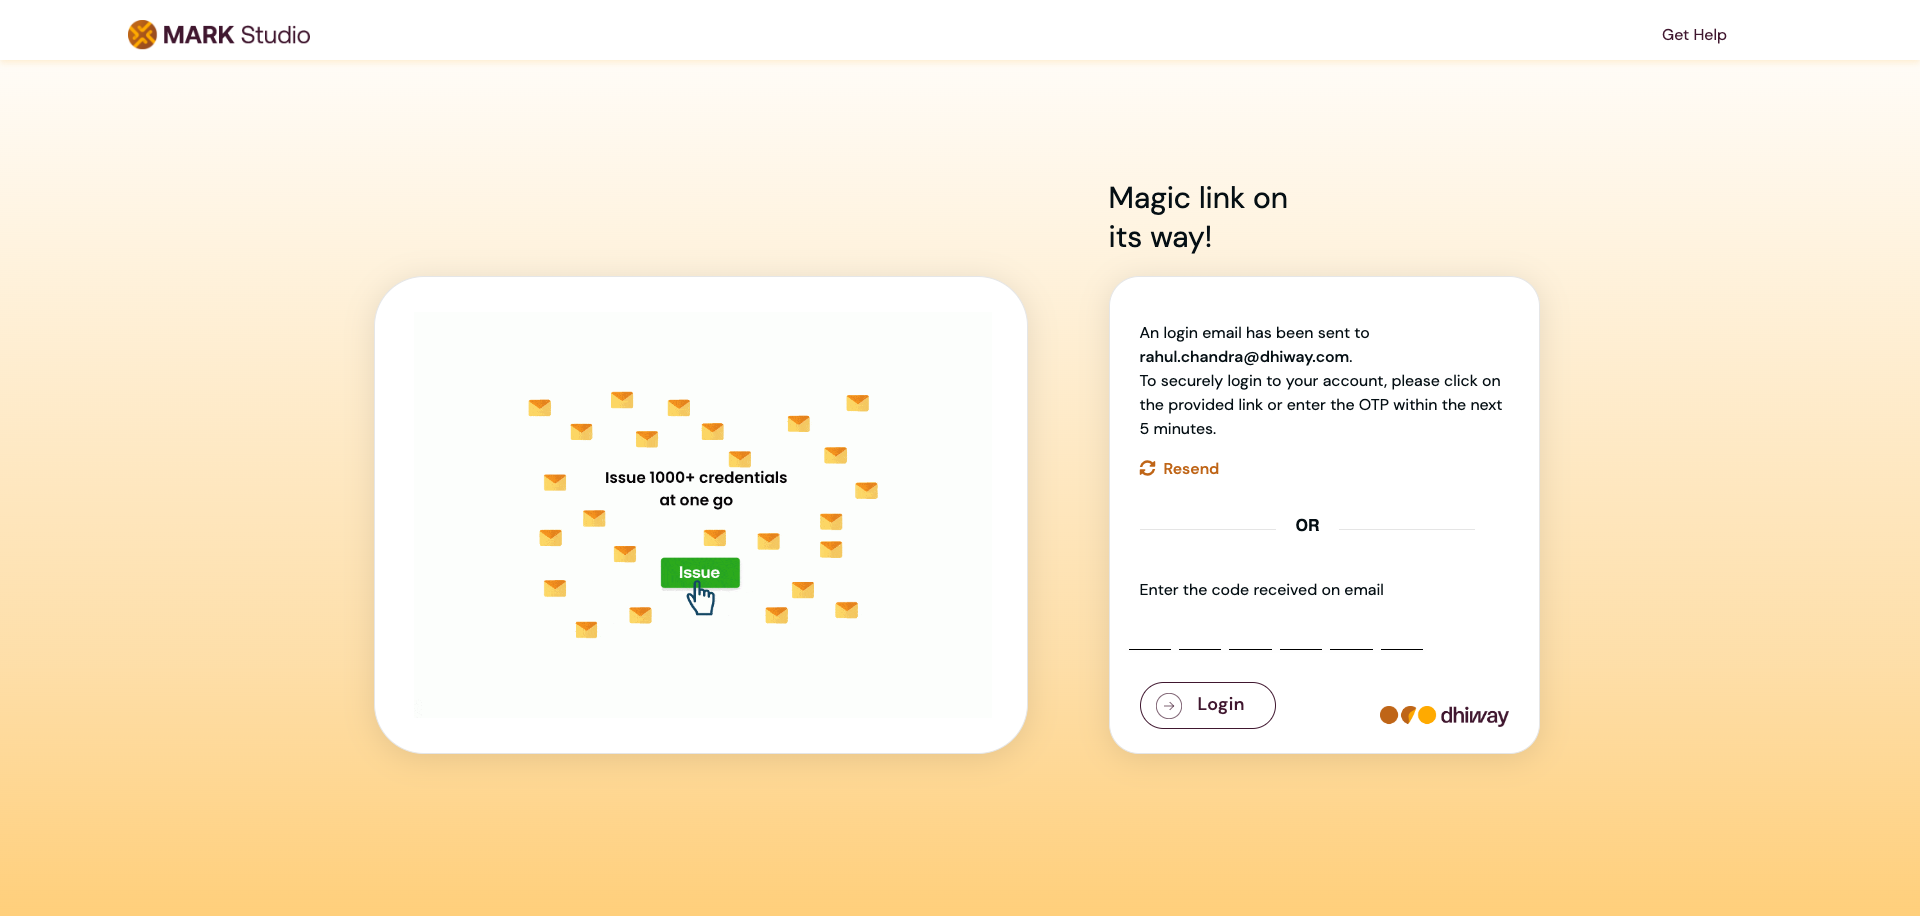 MARK Studio
Get Help
Magic link on
its way!
Issue 1000+ credentials
at one go
Issue
An login email has been sent to
rahul.chandra@dhiway.com.
To securely login to your account, please click on
the provided link or enter the OTP within the next
5 minutes.
Resend
OR
Enter the code received on email
Login
dhiway